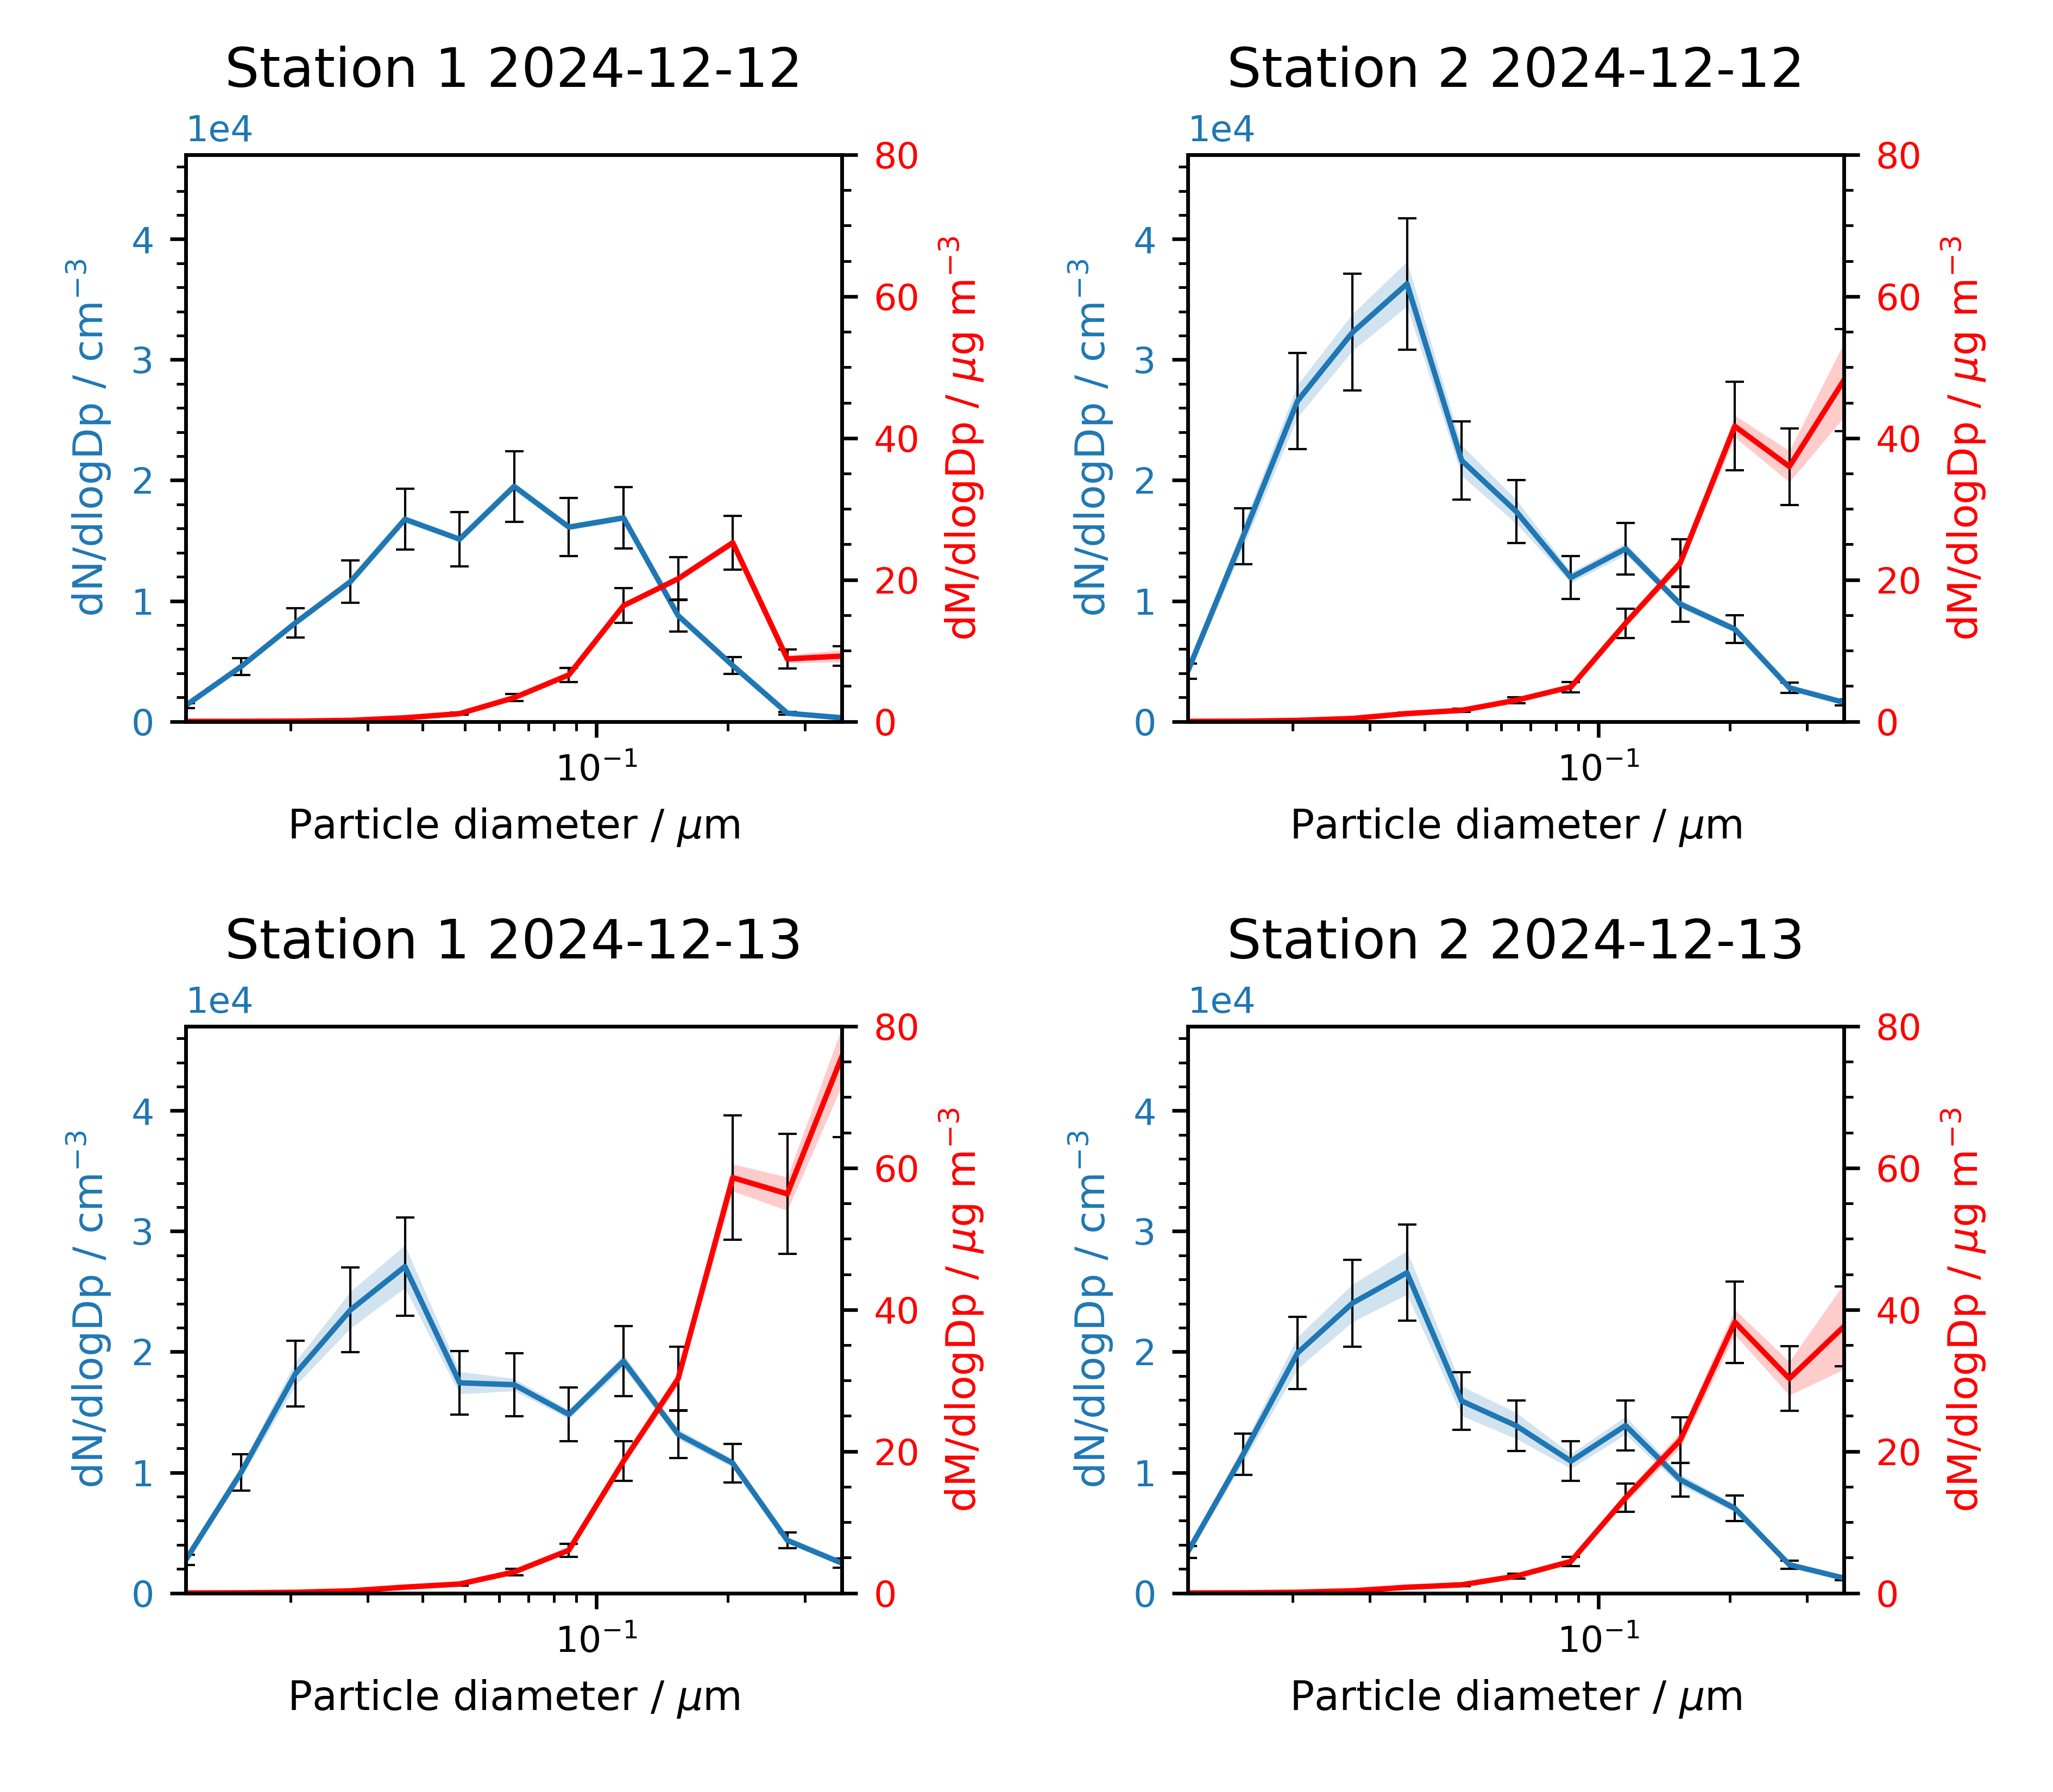 Station 1 2024-12-12
1e4
dN/dlogDp / cm⁻³
4
3
2
1
0
80
60
40
20
0
dM/dlogDp / μg m⁻³
10⁻¹
Particle diameter / μm
Station 2 2024-12-12
1e4
dN/dlogDp / cm⁻³
4
3
2
1
0
80
60
40
20
0
dM/dlogDp / μg m⁻³
10⁻¹
Particle diameter / μm
Station 1 2024-12-13
1e4
dN/dlogDp / cm⁻³
4
3
2
1
0
80
60
40
20
0
dM/dlogDp / μg m⁻³
10⁻¹
Particle diameter / μm
Station 2 2024-12-13
1e4
dN/dlogDp / cm⁻³
4
3
2
1
0
80
60
40
20
0
dM/dlogDp / μg m⁻³
10⁻¹
Particle diameter / μm